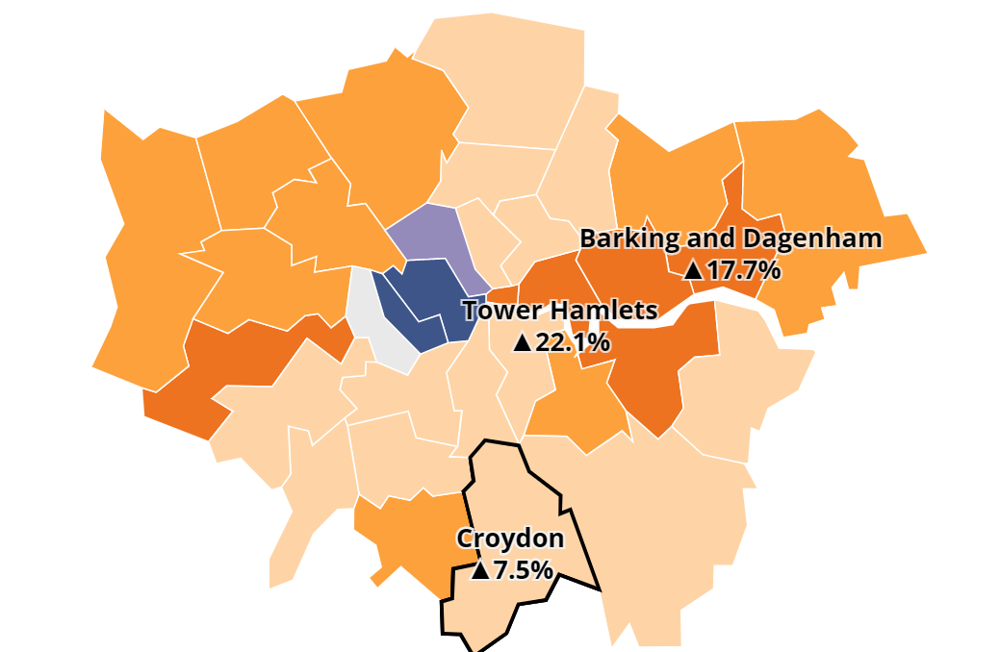 Barking and Dagenham
▲17.7%
Tower Hamlets
▲22.1%
Croydon
▲7.5%